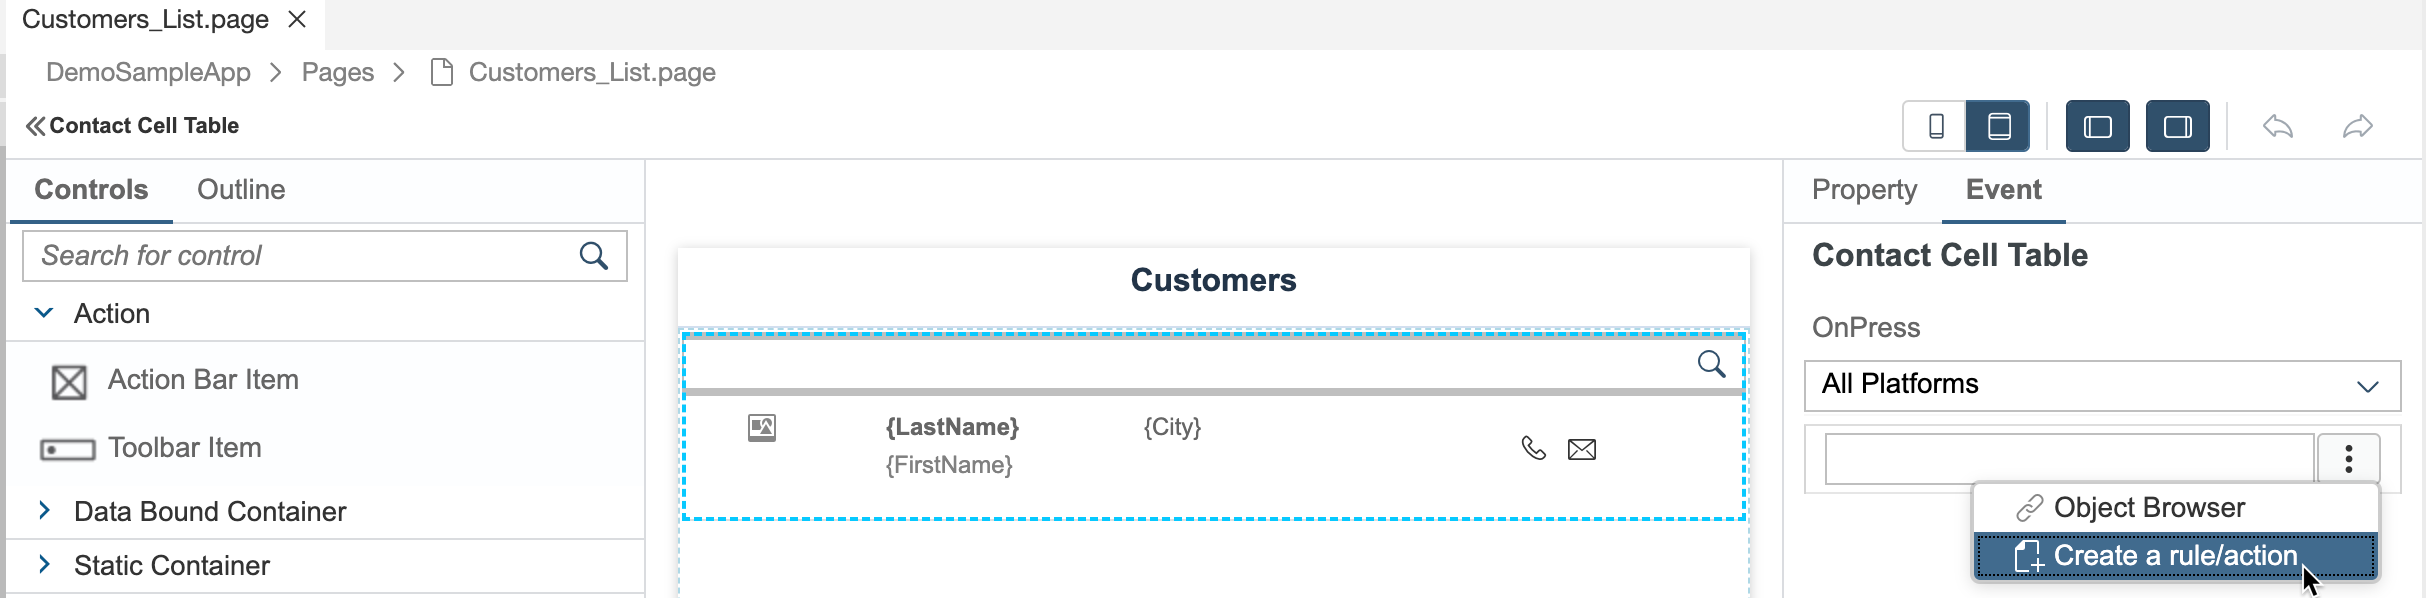 Customers_List.page
DemoSampleApp > Pages > Customers_List.page
Contact Cell Table
Controls
Outline
Search for control
Action
Action Bar Item
Toolbar Item
Data Bound Container
Static Container
Customers
{LastName}
{City}
{FirstName}
Property
Event
Contact Cell Table
OnPress
All Platforms
Object Browser
Create a rule/action